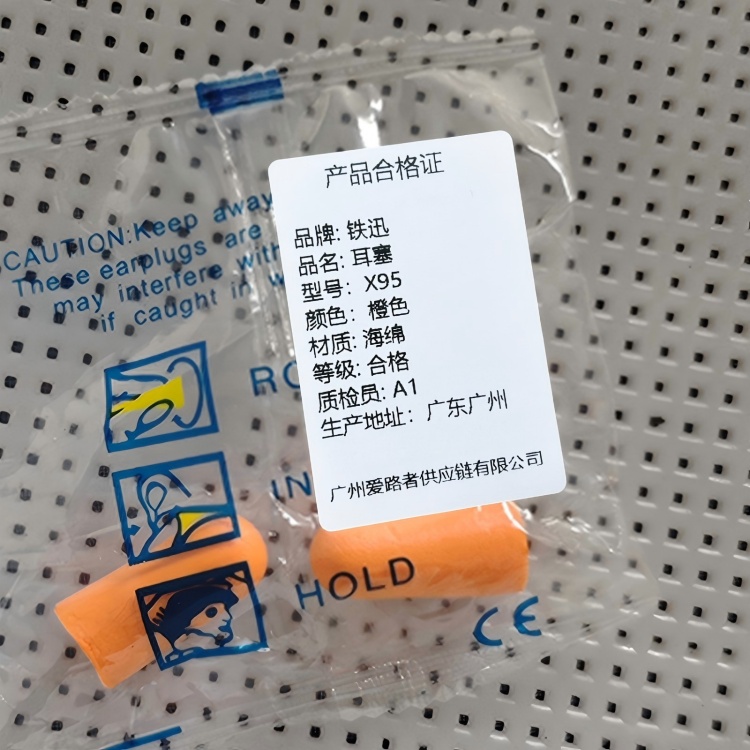 产品合格证
品牌: 铁迅
品名: 耳塞
型号: X95
颜色: 橙色
材质: 海绵
等级: 合格
质检员: A1
生产地址: 广东广州
广州爱路者供应链有限公司
CAUTION:Keep away
These earplugs are
may interfere with
if caught in
HOLD
CE